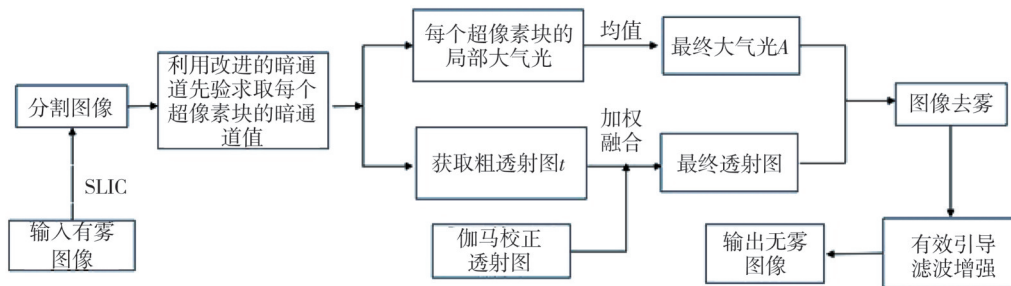 每个超像素块的
局部大气光
均值
最终大气光A
利用改进的暗通
道先验求取每个
超像素块的暗通
道值
分割图像
图像去雾
加权
融合
获取粗透射图t
最终透射图
SLIC
输入有雾
图像
伽马校正
透射图
输出无雾
图像
有效引导
滤波增强